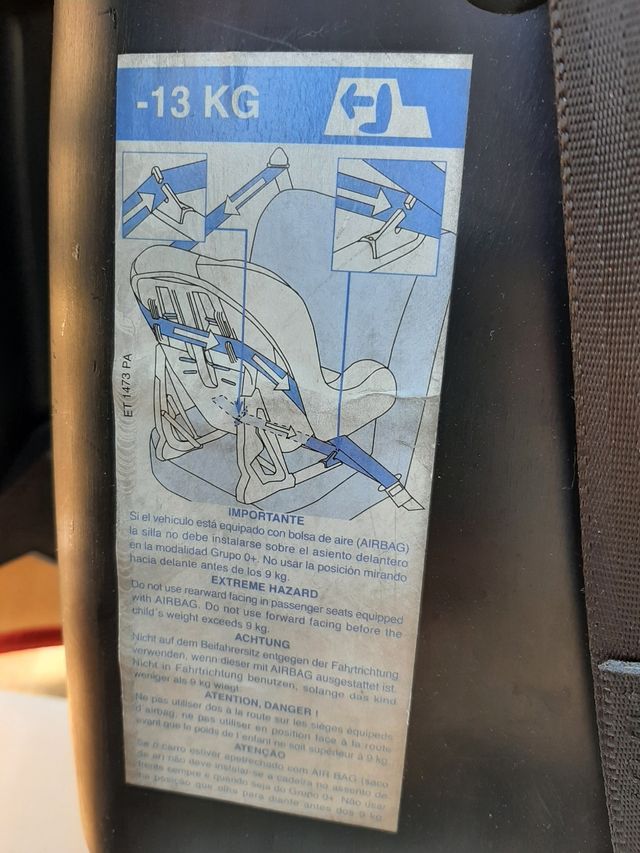 -13 KG
ET 1473 PA
IMPORTANTE
Si el vehiculo está equipado con bolsa de aire (AIRBAG)
la silla no debe instalarse sobre el asiento delantero
en la modalidad Grupo 0+. No usar la posición mirando
hacia delante antes de los 9 kg.
EXTREME HAZARD
Do not use rearward facing in passenger seats equipped
with AIRBAG. Do not use forward facing before the
child´s weight exceeds 9 kg.
ACHTUNG
Nicht auf dem Beifahrersitz entgegen der Fahrtrichtung
verwenden, wenn dieser mit AIRBAG ausgestattet ist.
Nicht in Fahrtrichtung benutzen, solange das kind
weniger als 9 kg wiegt.
ATENTION, DANGER !
Ne pas utiliser dos à la route sur les sièges équipeds
d´airbag, ne pas utiliser en position face à la route
evant que le poids de l´enfant ne soit supérieur à 9 kg.
ATENÇÃO
Se o carro estiver apetrechado com AIR BAG (saco
de ar) não deve instalar-se a cadeira no assento de
frente sempre e quando seja do Grupo 0+. Não usar
na posição que olha para diante antes dos 9 kg